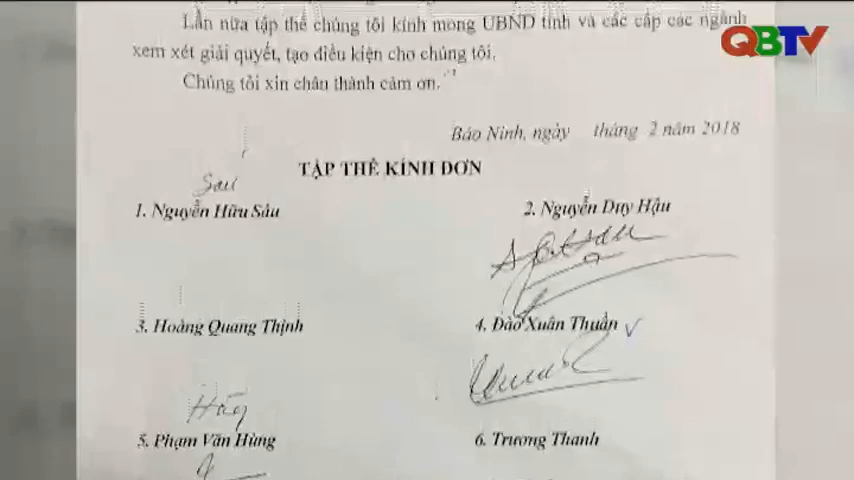 Lần nữa tập thể chúng tôi kính mong UBND tỉnh và các cấp các ngành
xem xét giải quyết, tạo điều kiện cho chúng tôi.
Chúng tôi xin chân thành cảm ơn.
QBTV
Bảo Ninh, ngày tháng 2 năm 2018
TẬP THỂ KÍNH ĐƠN
Sau
1. Nguyễn Hữu Sáu
2. Nguyễn Duy Hậu
3. Hoàng Quang Thịnh
4. Đào Xuân Thuần
5. Phạm Văn Hùng
6. Trương Thanh